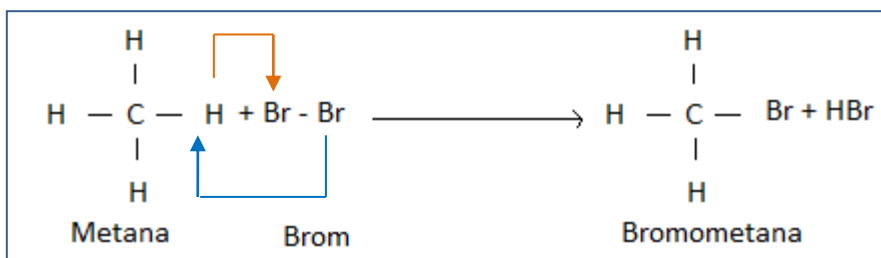 H H
H — C — H + Br - Br ⟶ H — C — Br + HBr
H H
Metana Brom Bromometana